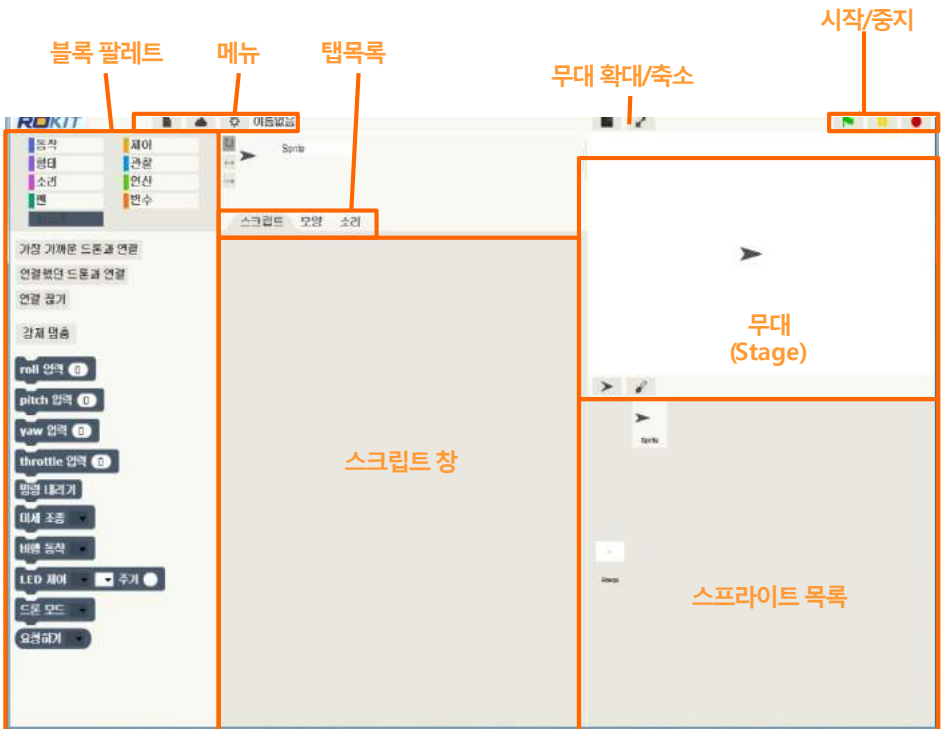 시작/중지
블록 팔레트 메뉴 탭목록
무대 확대/축소
ROKIT 이름없음
동작 제어
형태 관찰
소리 연산
펜 변수
Sprite
스크립트 모양 소리
가장 가까운 드론과 연결
연결했던 드론과 연결
연결 끊기
강제 멈춤
roll 입력 0
pitch 입력 0
yaw 입력 0
throttle 입력 0
명령 내리기
미세 조종
비행 동작
LED 제어 주기
드론 모드
요청하기
스크립트 창
무대
(Stage)
Sprite
스프라이트 목록